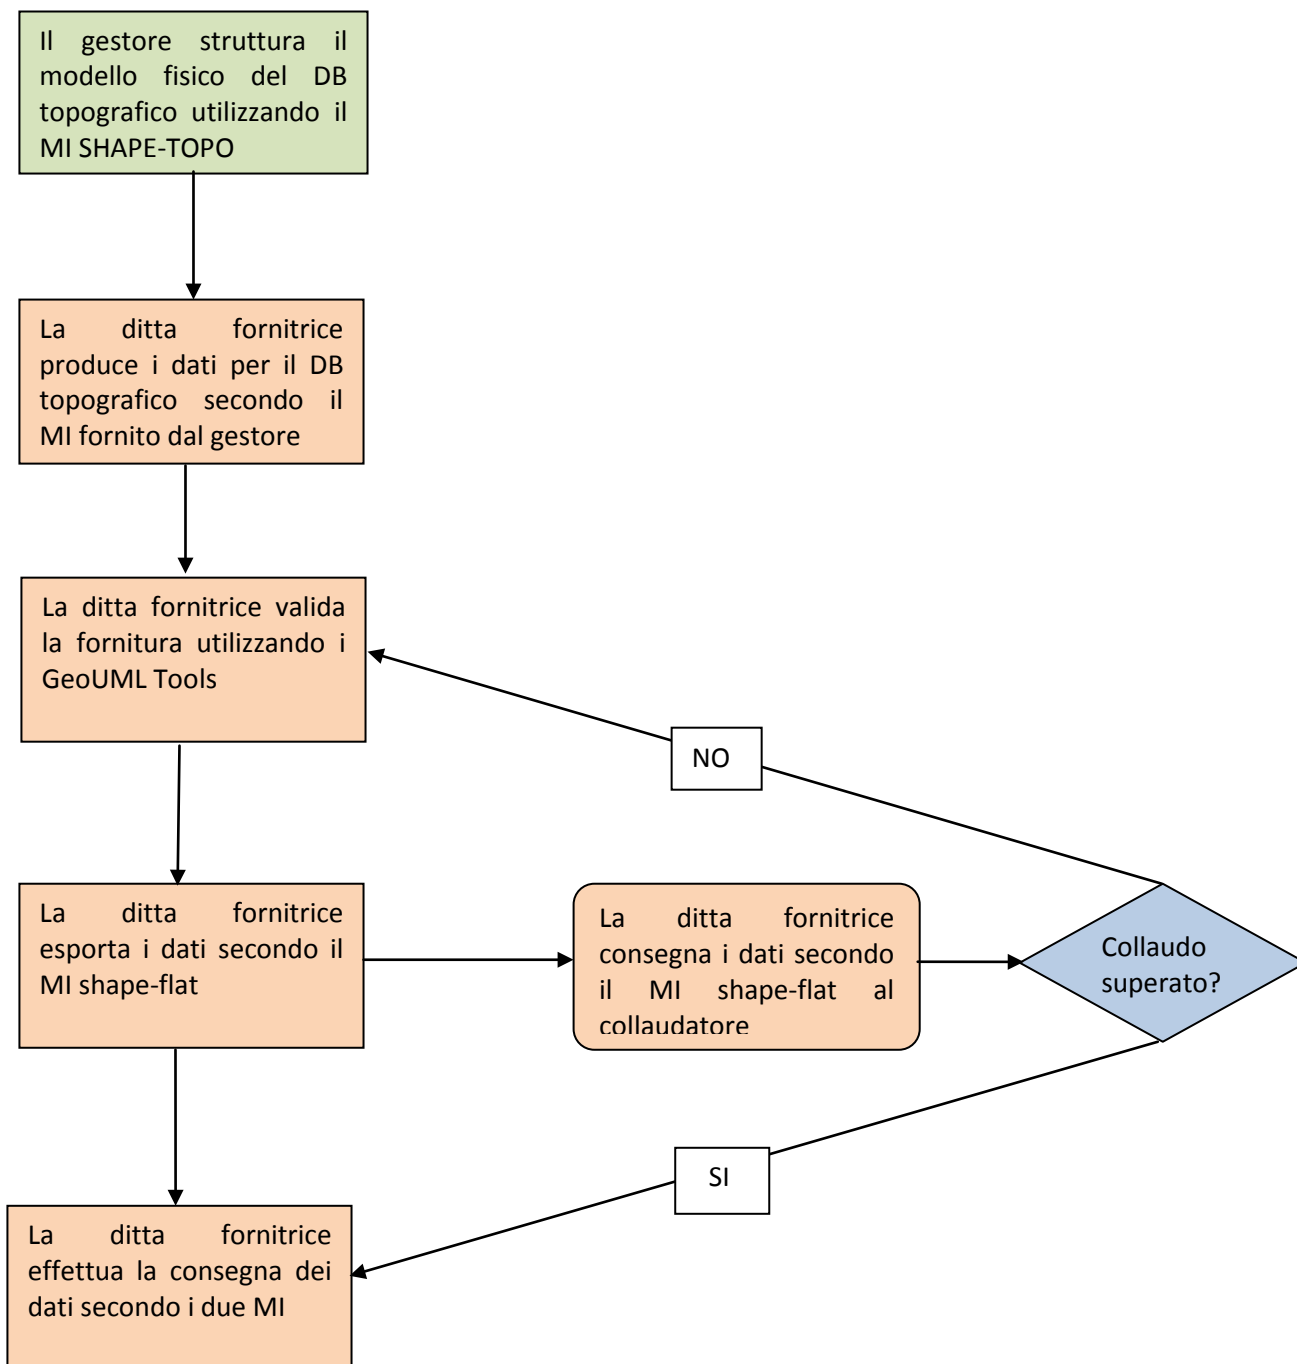 Il gestore struttura il
modello fisico del DB
topografico utilizzando il
MI SHAPE-TOPO
La ditta fornitrice
produce i dati per il DB
topografico secondo il
MI fornito dal gestore
La ditta fornitrice valida
la fornitura utilizzando i
GeoUML Tools
NO
La ditta fornitrice
esporta i dati secondo il
MI shape-flat
La ditta fornitrice
consegna i dati secondo
il MI shape-flat al
collaudatore
Collaudo
superato?
SI
La ditta fornitrice
effettua la consegna dei
dati secondo i due MI